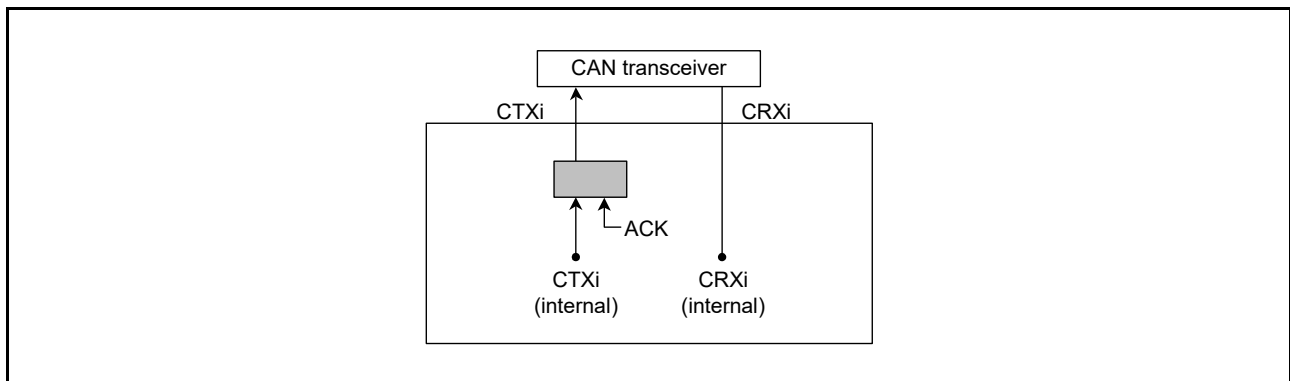 CAN transceiver
CTXi CRXi
ACK
CTXi CRXi
(internal) (internal)